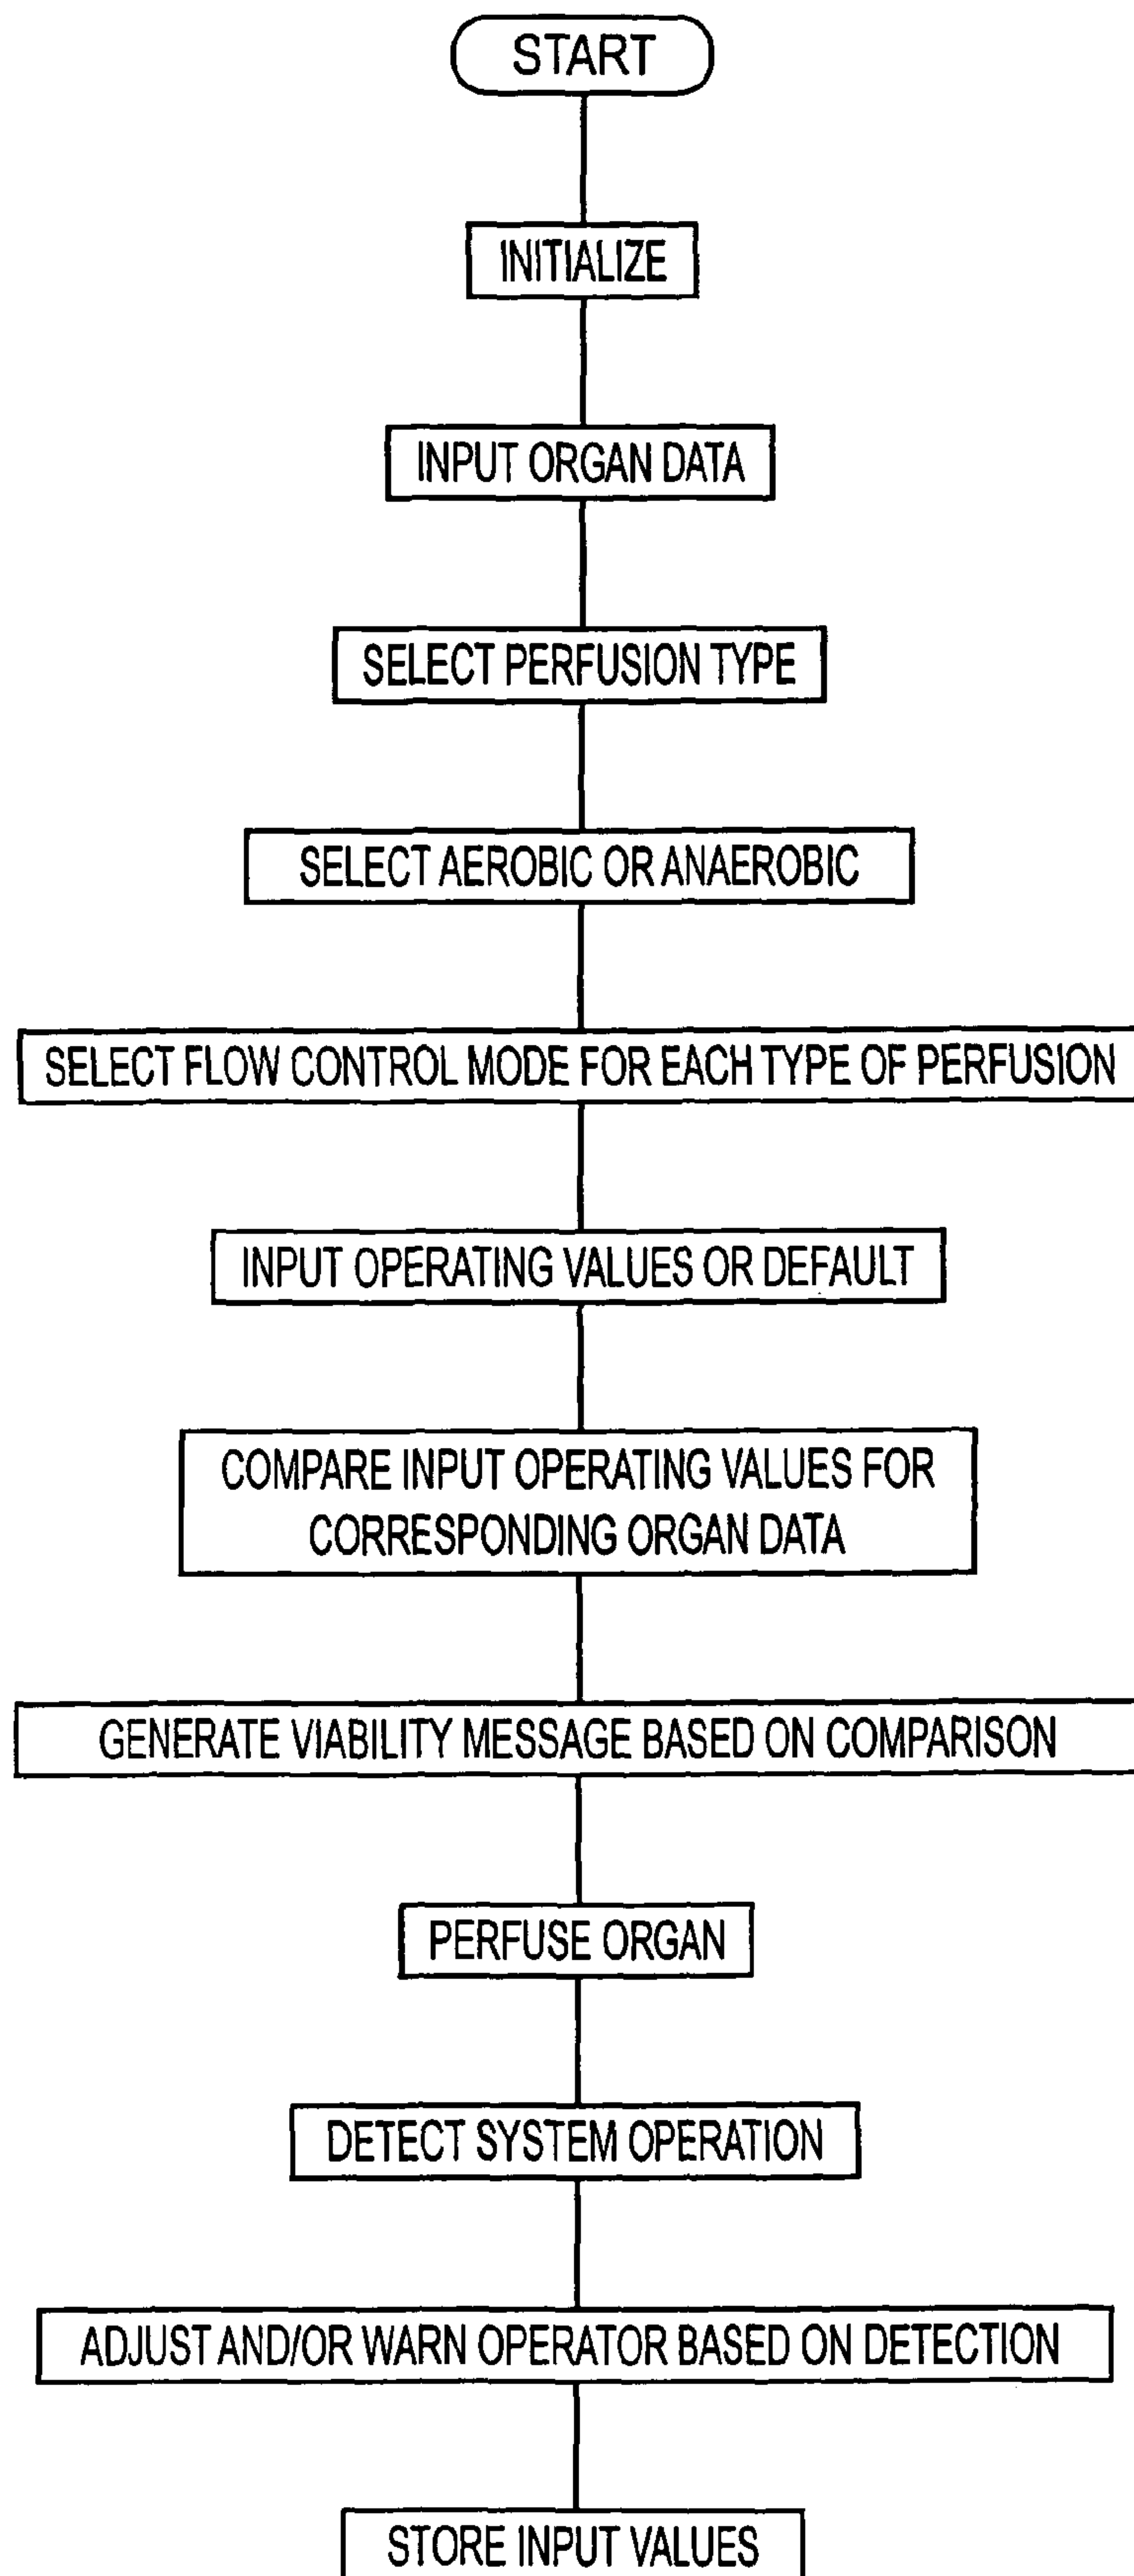 START
INITIALIZE
INPUT ORGAN DATA
SELECT PERFUSION TYPE
SELECT AEROBIC OR ANAEROBIC
SELECT FLOW CONTROL MODE FOR EACH TYPE OF PERFUSION
INPUT OPERATING VALUES OR DEFAULT
COMPARE INPUT OPERATING VALUES FOR
CORRESPONDING ORGAN DATA
GENERATE VIABILITY MESSAGE BASED ON COMPARISON
PERFUSE ORGAN
DETECT SYSTEM OPERATION
ADJUST AND/OR WARN OPERATOR BASED ON DETECTION
STORE INPUT VALUES